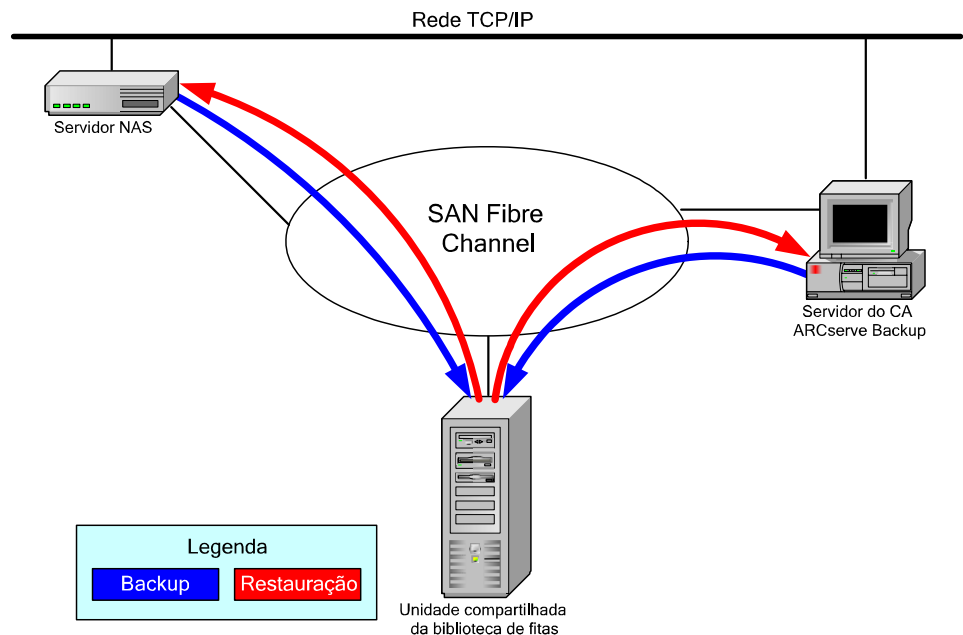 Rede TCP/IP
Servidor NAS
SAN Fibre
Channel
Servidor do CA
ARCserve Backup
Legenda
Backup
Restauração
Unidade compartilhada
da biblioteca de fitas